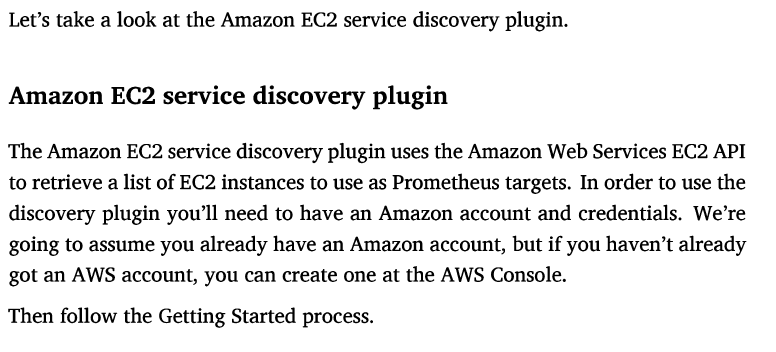 Let’s take a look at the Amazon EC2 service discovery plugin.
Amazon EC2 service discovery plugin
The Amazon EC2 service discovery plugin uses the Amazon Web Services EC2 API
to retrieve a list of EC2 instances to use as Prometheus targets. In order to use the
discovery plugin you’ll need to have an Amazon account and credentials. We’re
going to assume you already have an Amazon account, but if you haven’t already
got an AWS account, you can create one at the AWS Console.
Then follow the Getting Started process.